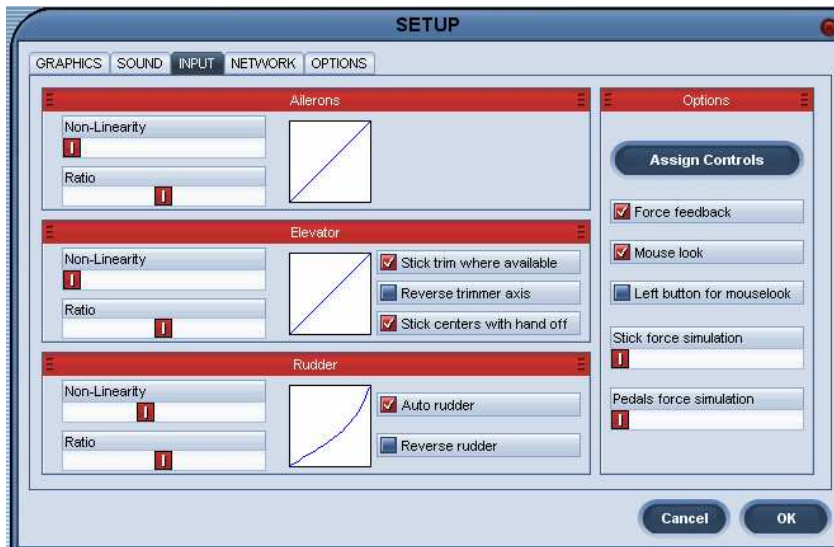 SETUP
GRAPHICS SOUND INPUT NETWORK OPTIONS
Ailerons
Non-Linearity
Ratio
Elevator
Non-Linearity
Ratio
Stick trim where available
Reverse trimmer axis
Stick centers with hand off
Rudder
Non-Linearity
Ratio
Auto rudder
Reverse rudder
Options
Assign Controls
Force feedback
Mouse look
Left button for mouselook
Stick force simulation
Pedals force simulation
Cancel OK